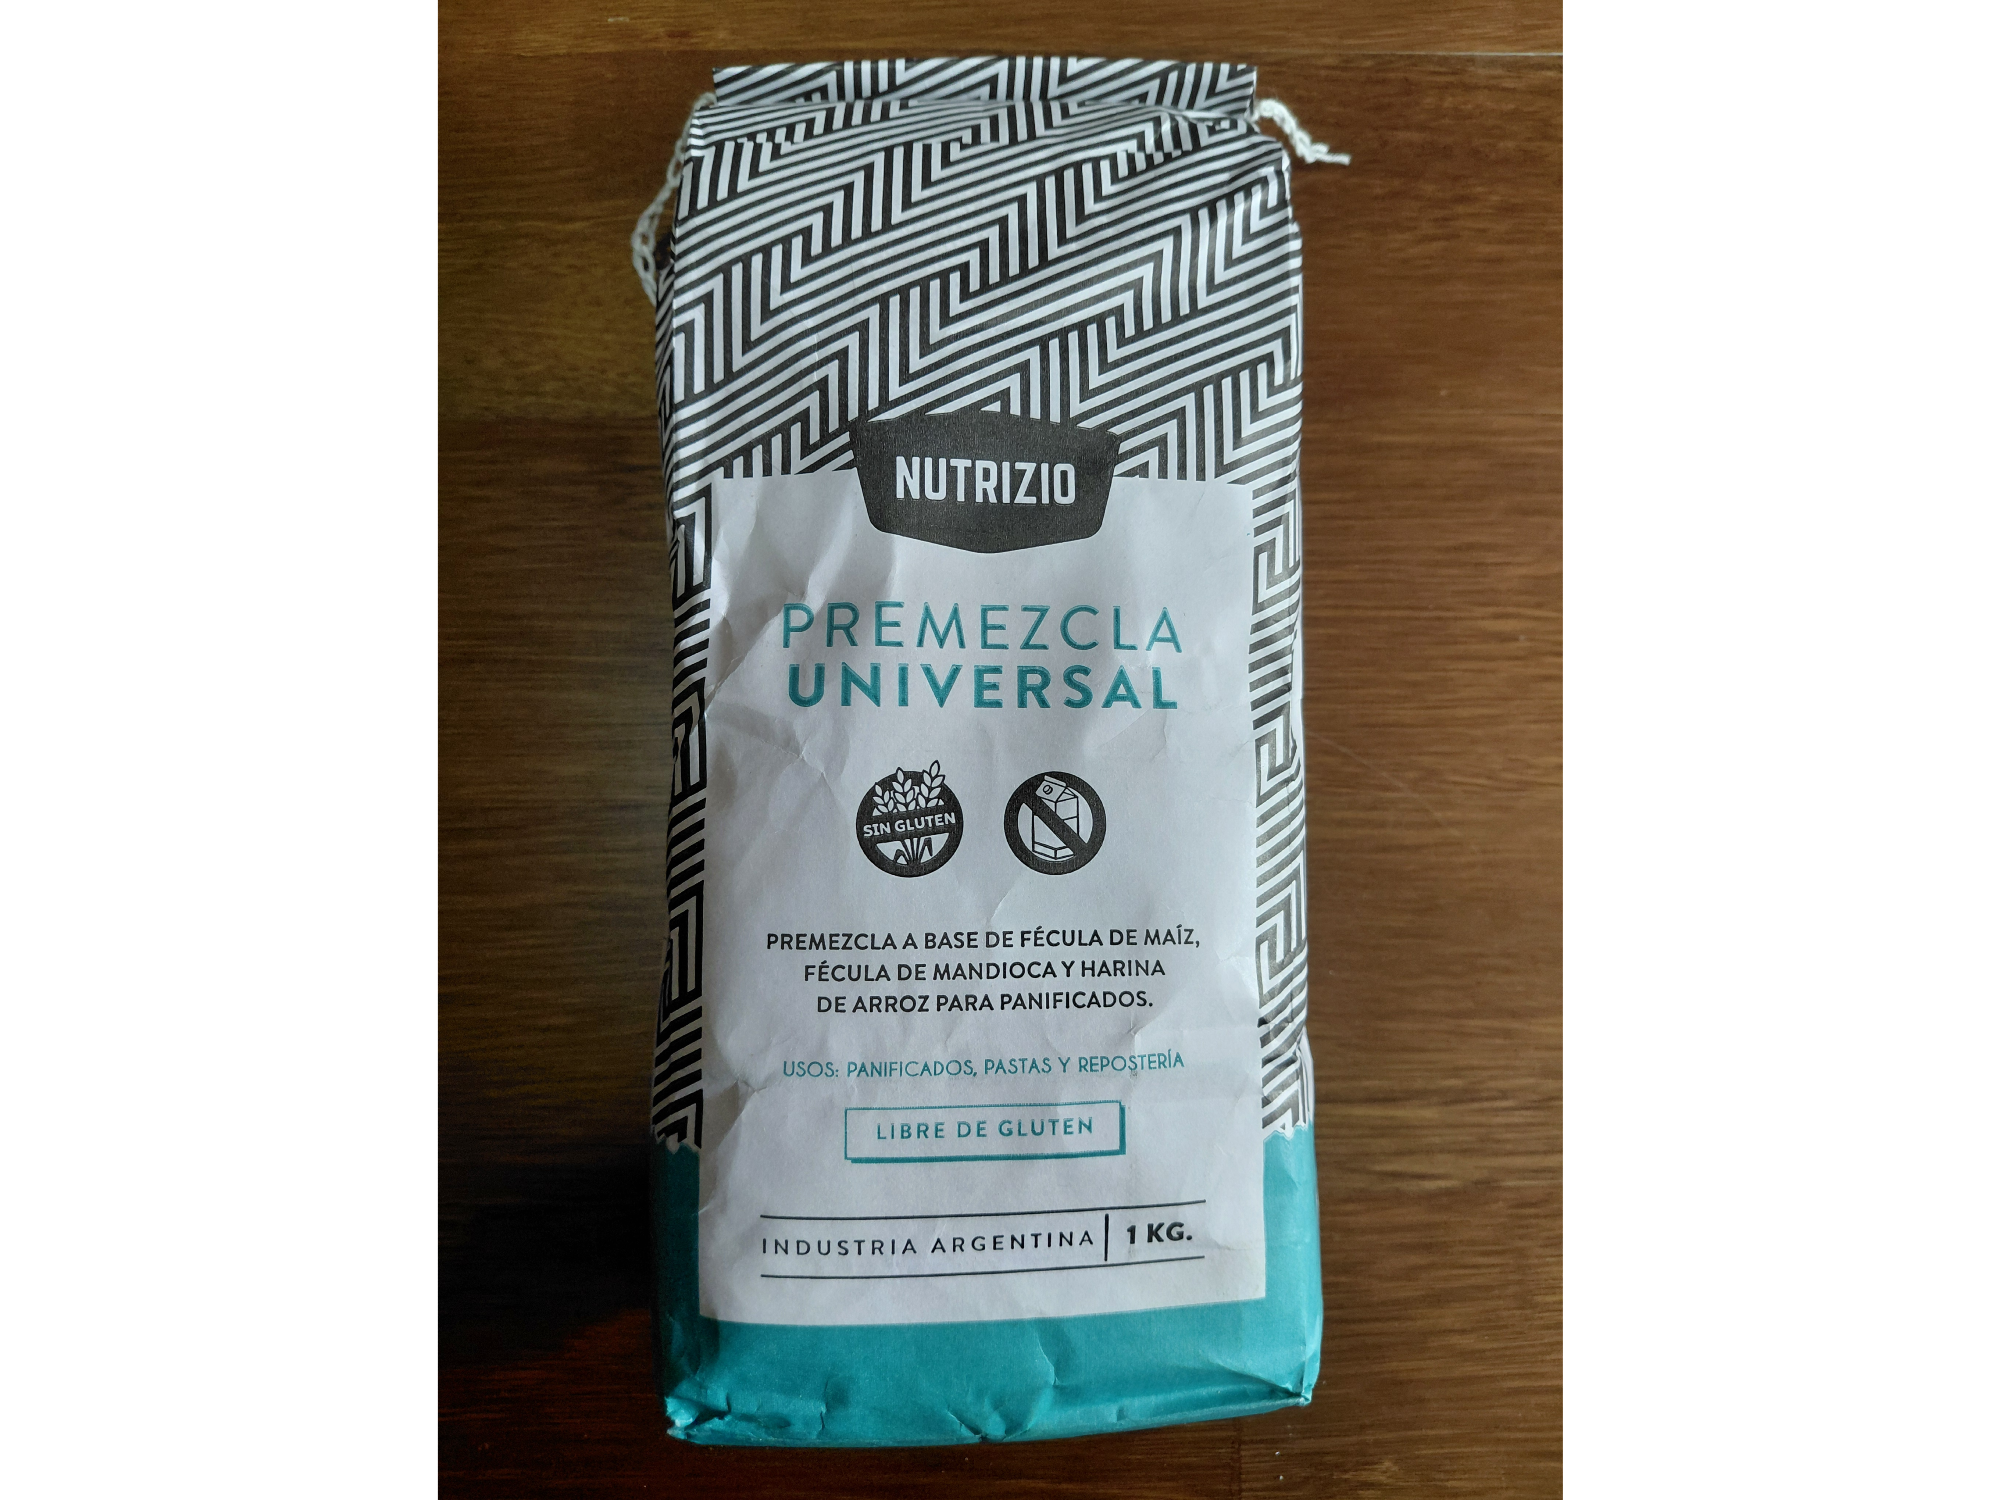 NUTRIZIO
PREMEZCLA
UNIVERSAL
SIN GLUTEN
PREMEZCLA A BASE DE FÉCULA DE MAÍZ,
FÉCULA DE MANDIOCA Y HARINA
DE ARROZ PARA PANIFICADOS.
USOS: PANIFICADOS, PASTAS Y REPOSTERÍA
LIBRE DE GLUTEN
INDUSTRIA ARGENTINA 1 KG.